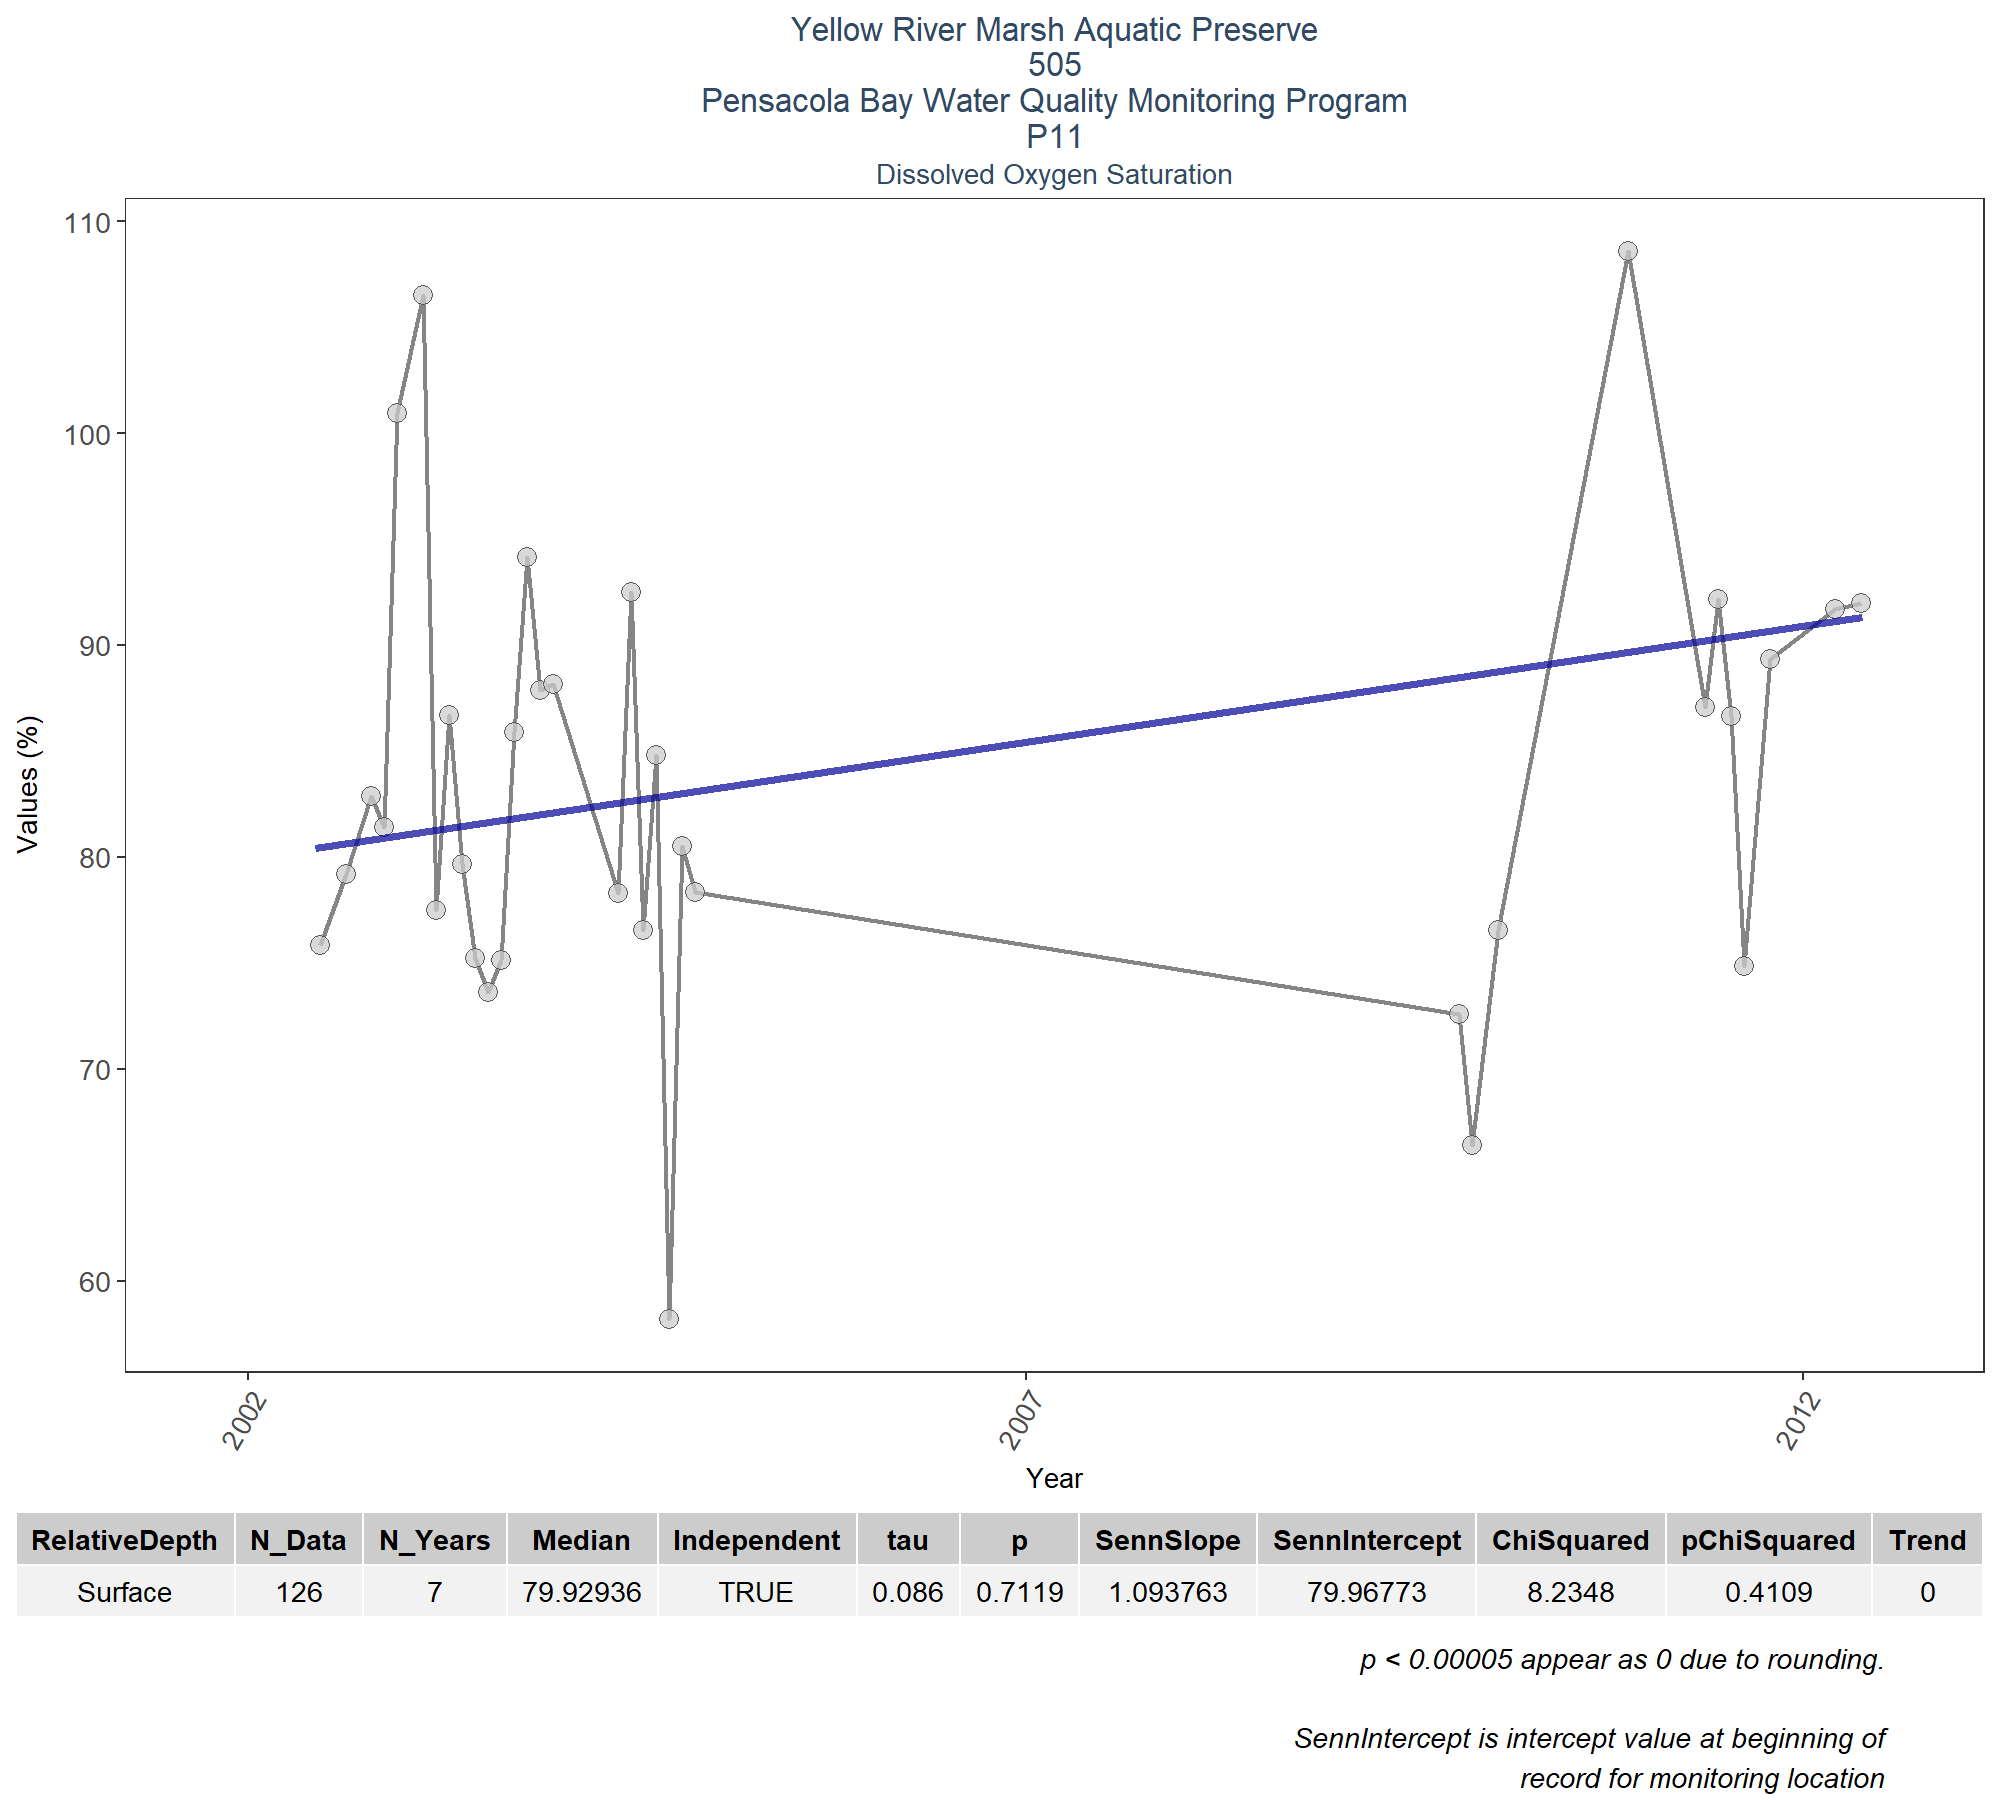 Yellow River Marsh Aquatic Preserve
505
Pensacola Bay Water Quality Monitoring Program
P11
Dissolved Oxygen Saturation
110
100
90
80
70
60
Values (%)
2002 2007 2012
Year
RelativeDepth N_Data N_Years Median Independent tau p SennSlope SennIntercept ChiSquared pChiSquared Trend
Surface 126 7 79.92936 TRUE 0.086 0.7119 1.093763 79.96773 8.2348 0.4109 0
p < 0.00005 appear as 0 due to rounding.
SennIntercept is intercept value at beginning of
record for monitoring location